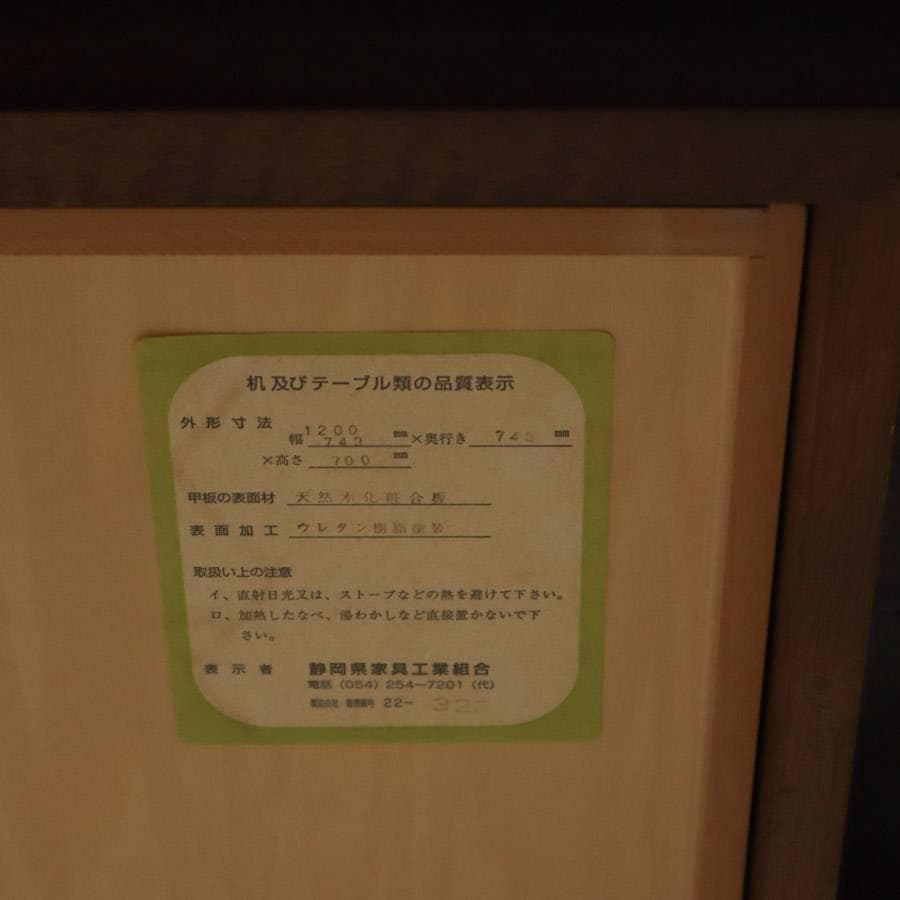 机及びテーブル類の品質表示
外形寸法
1200
幅 743 mm×奥行き 743 mm
×高さ 700 mm
甲板の表面材 天然木化粧合板
表面加工 ウレタン樹脂塗装
取扱い上の注意
イ、直射日光又は、ストーブなどの熱を避けて下さい。
ロ、加熱したなべ、湯わかしなど直接置かないで下
さい。
表示者 静岡県家具工業組合
電話 (054) 254-7201 (代)
22-